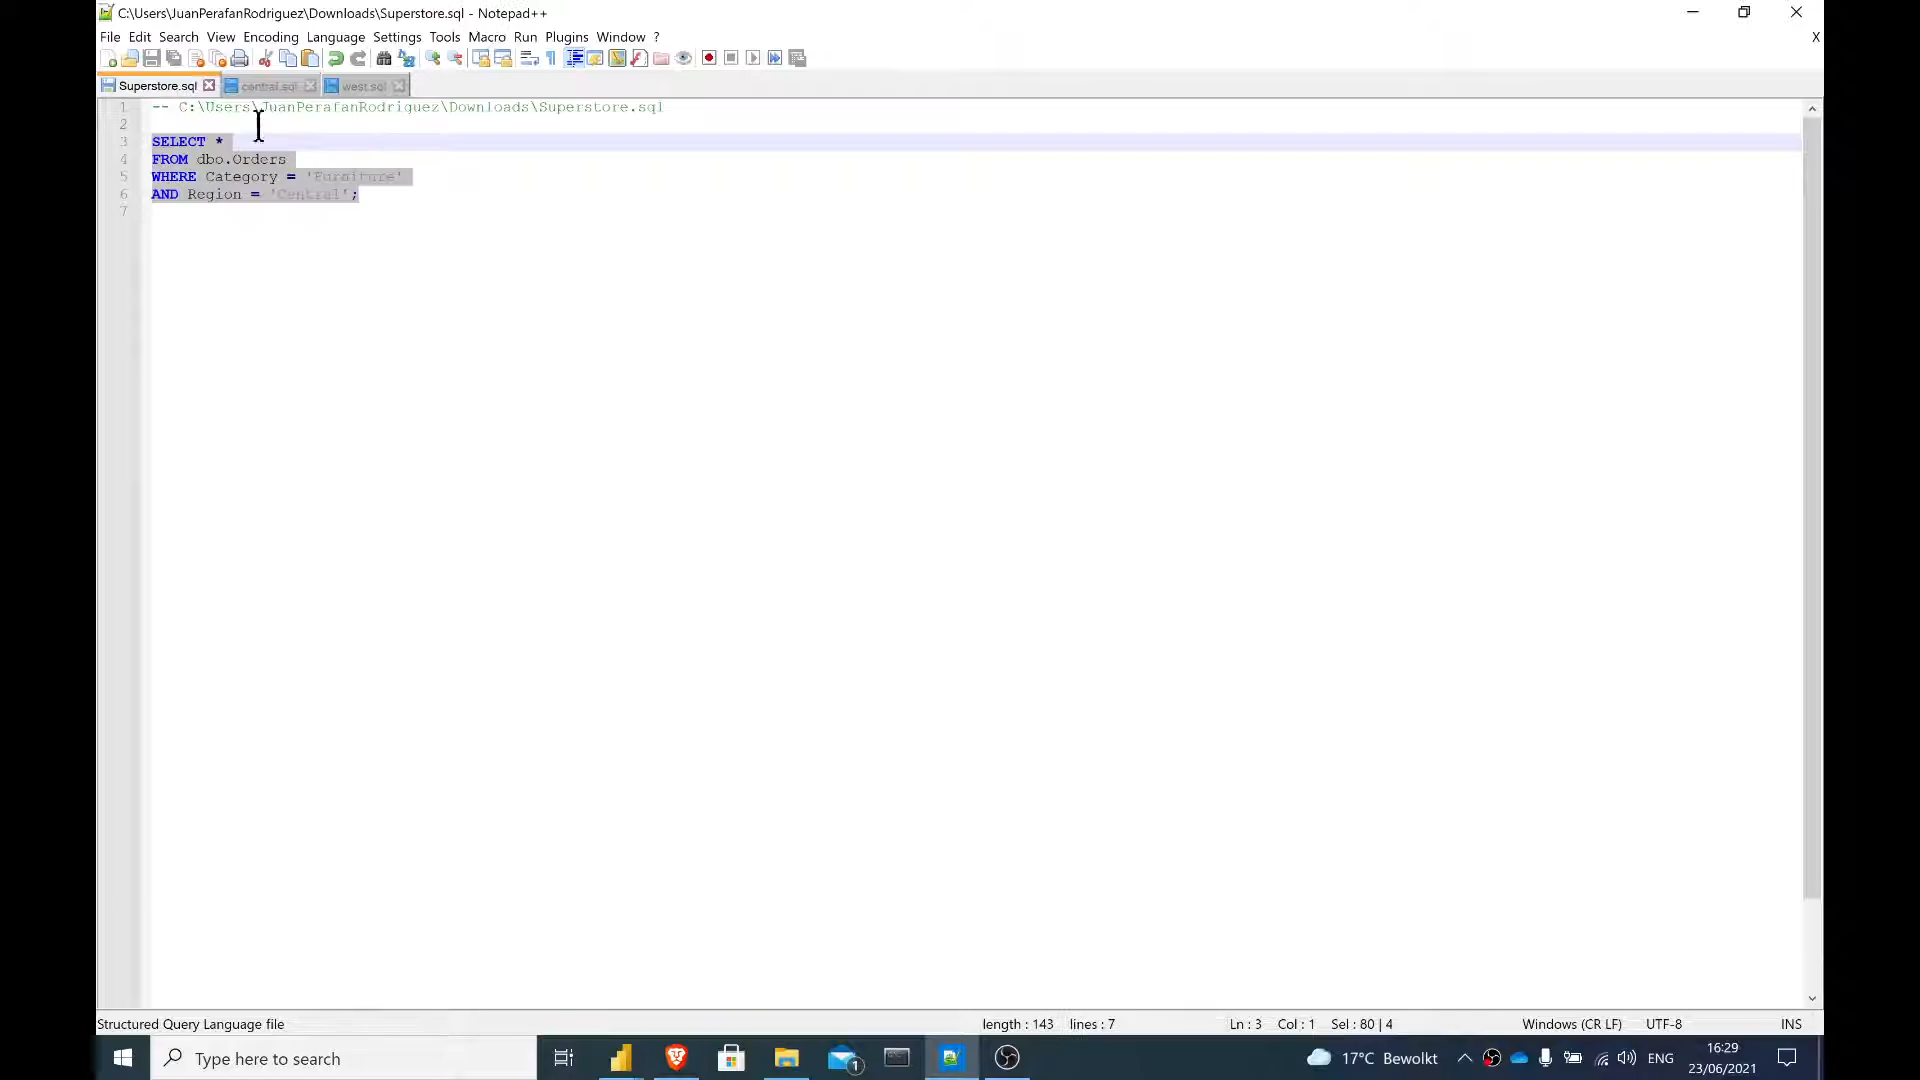 C:\Users\JuanPerafanRodriguez\Downloads\Superstore.sql - Notepad++
File Edit Search View Encoding Language Settings Tools Macro Run Plugins Window ? X
Superstore.sql central.sql west.sql
1 -- C:\Users\JuanPerafanRodriguez\Downloads\Superstore.sql
2
3 SELECT *
4 FROM dbo.Orders
5 WHERE Category = 'Furniture'
6 AND Region = 'Central';
7
Structured Query Language file length : 143 lines : 7 Ln : 3 Col : 1 Sel : 80 | 4 Windows (CR LF) UTF-8 INS
Type here to search 1 17°C Bewolkt ENG 16:29
23/06/2021